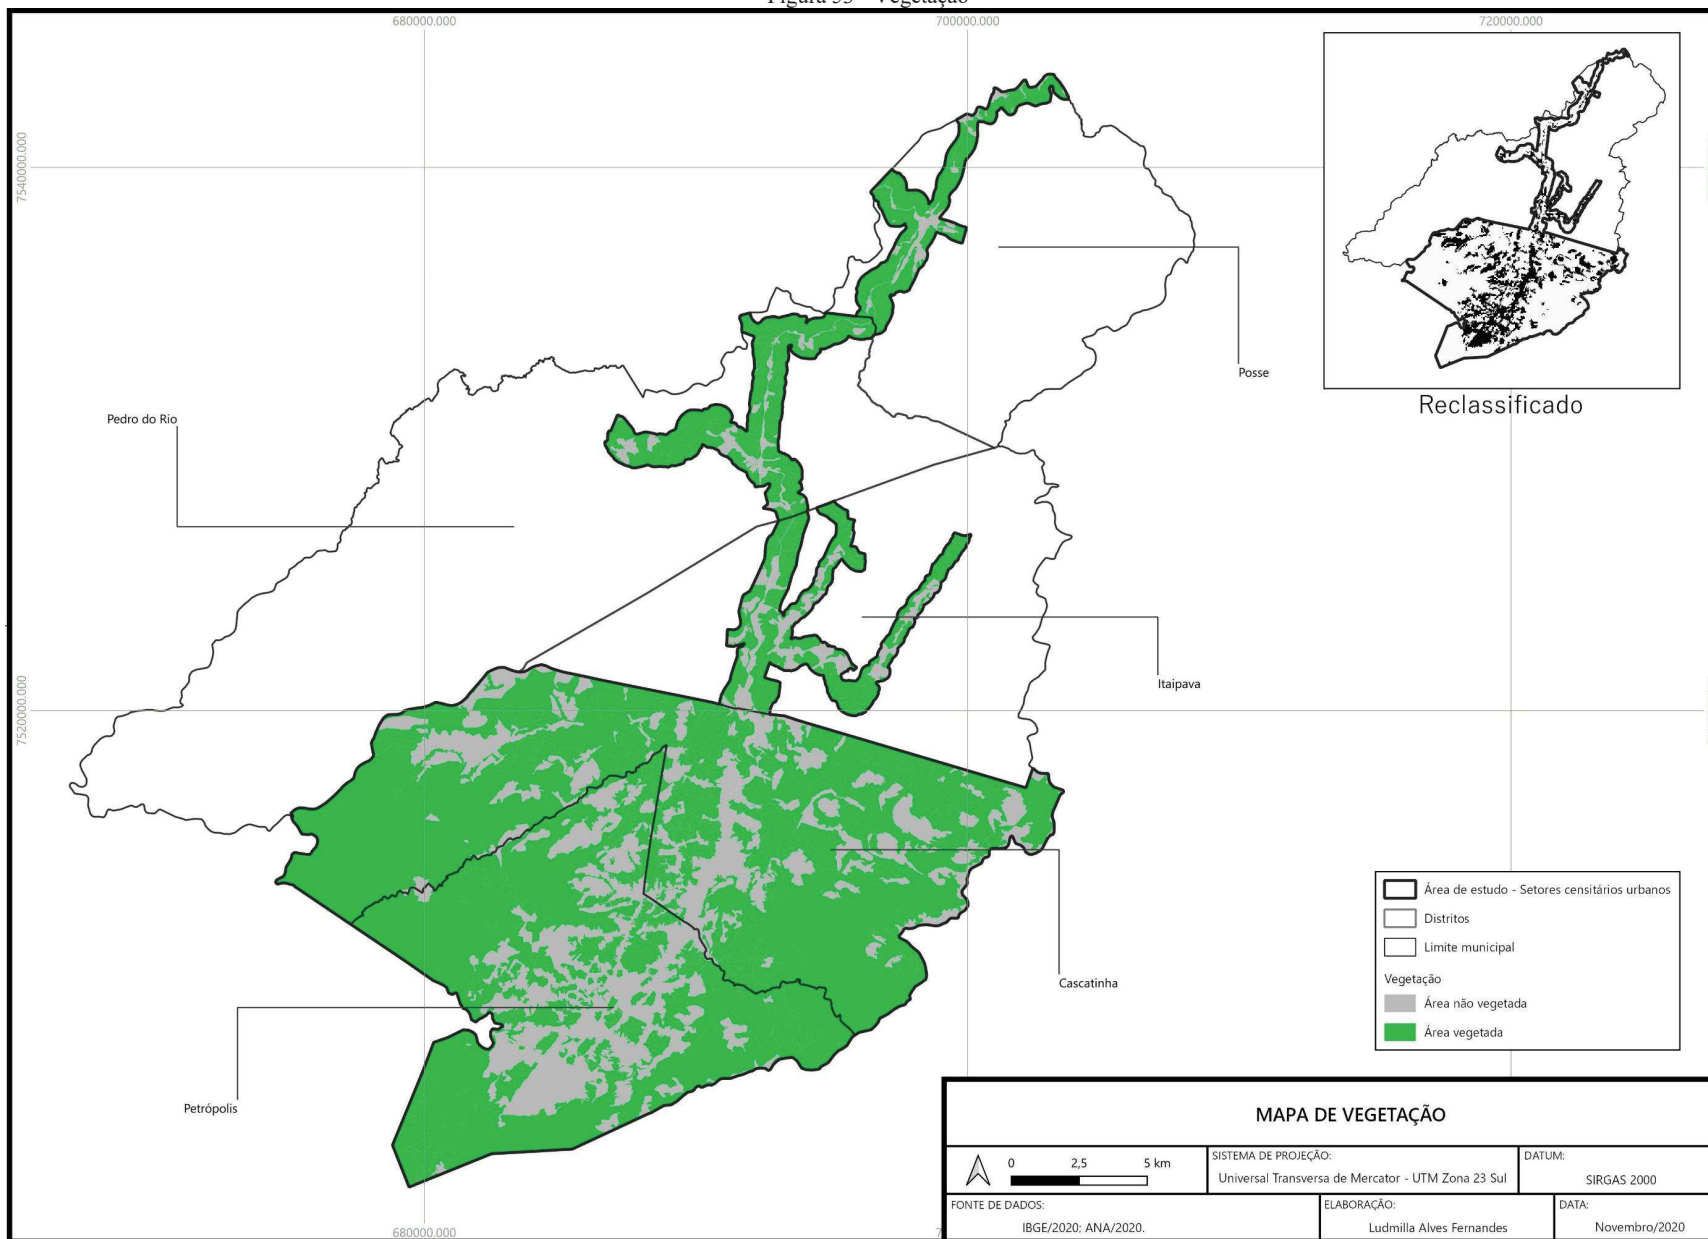 Figura 33 - Vegetação
680000.000
700000.000
720000.000
7540000.000
Reclassificado
Posse
Pedro do Rio
Itaipava
7520000.000
Área de estudo - Setores censitários urbanos
Distritos
Limite municipal
Vegetação
Área não vegetada
Área vegetada
Cascatinha
Petrópolis
680000.000
MAPA DE VEGETAÇÃO
0 2,5 5 km
SISTEMA DE PROJEÇÃO:
Universal Transversa de Mercator - UTM Zona 23 Sul
DATUM:
SIRGAS 2000
FONTE DE DADOS:
IBGE/2020; ANA/2020.
ELABORAÇÃO:
Ludmilla Alves Fernandes
DATA:
Novembro/2020